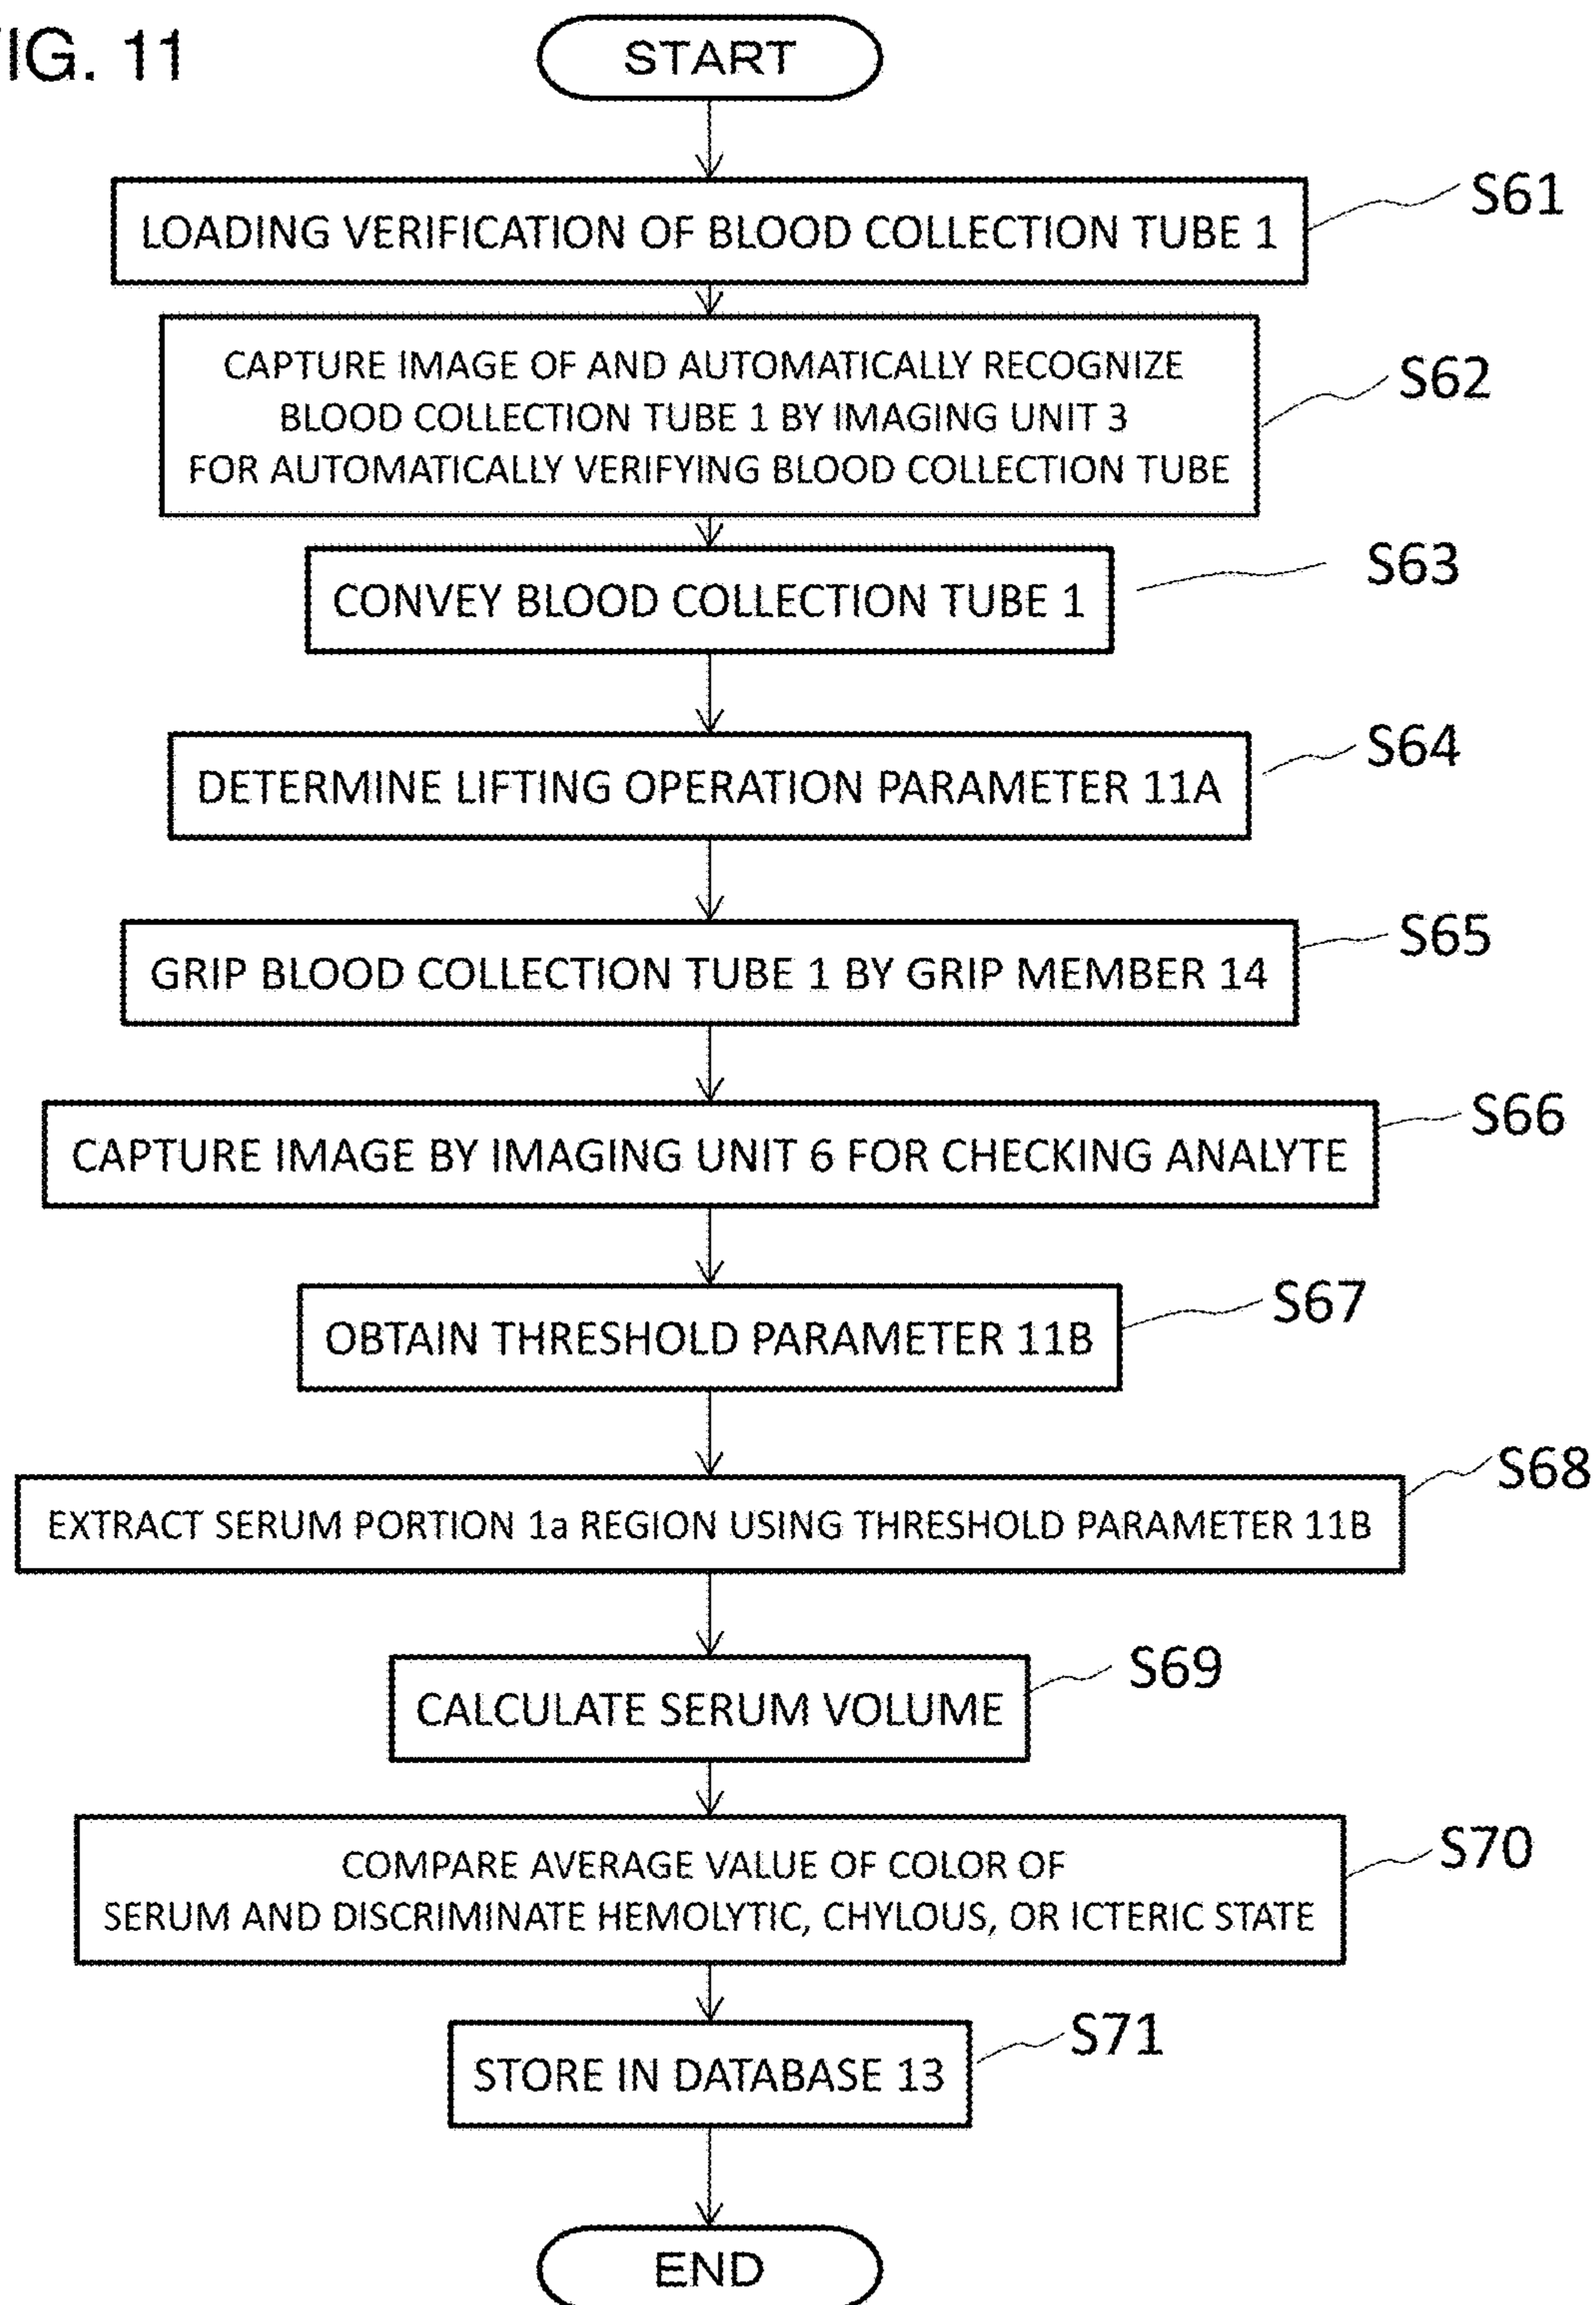 IG. 11
START
LOADING VERIFICATION OF BLOOD COLLECTION TUBE 1
S61
CAPTURE IMAGE OF AND AUTOMATICALLY RECOGNIZE
BLOOD COLLECTION TUBE 1 BY IMAGING UNIT 3
FOR AUTOMATICALLY VERIFYING BLOOD COLLECTION TUBE
S62
CONVEY BLOOD COLLECTION TUBE 1
S63
DETERMINE LIFTING OPERATION PARAMETER 11A
S64
GRIP BLOOD COLLECTION TUBE 1 BY GRIP MEMBER 14
S65
CAPTURE IMAGE BY IMAGING UNIT 6 FOR CHECKING ANALYTE
S66
OBTAIN THRESHOLD PARAMETER 11B
S67
EXTRACT SERUM PORTION 1a REGION USING THRESHOLD PARAMETER 11B
S68
CALCULATE SERUM VOLUME
S69
COMPARE AVERAGE VALUE OF COLOR OF
SERUM AND DISCRIMINATE HEMOLYTIC, CHYLOUS, OR ICTERIC STATE
S70
STORE IN DATABASE 13
S71
END